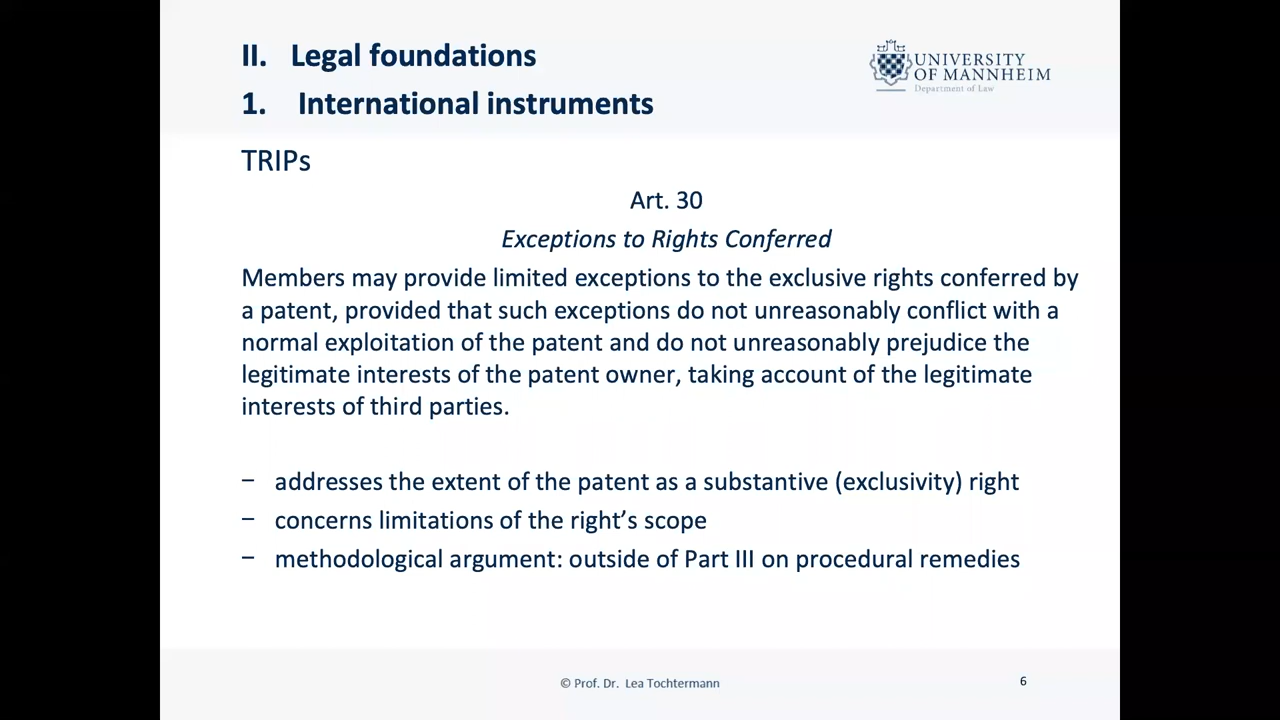 II. Legal foundations
1. International instruments
UNIVERSITY
OF MANNHEIM
Department of Law
TRIPs
Art. 30
Exceptions to Rights Conferred
Members may provide limited exceptions to the exclusive rights conferred by
a patent, provided that such exceptions do not unreasonably conflict with a
normal exploitation of the patent and do not unreasonably prejudice the
legitimate interests of the patent owner, taking account of the legitimate
interests of third parties.
− addresses the extent of the patent as a substantive (exclusivity) right
− concerns limitations of the right’s scope
− methodological argument: outside of Part III on procedural remedies
© Prof. Dr. Lea Tochtermann
6